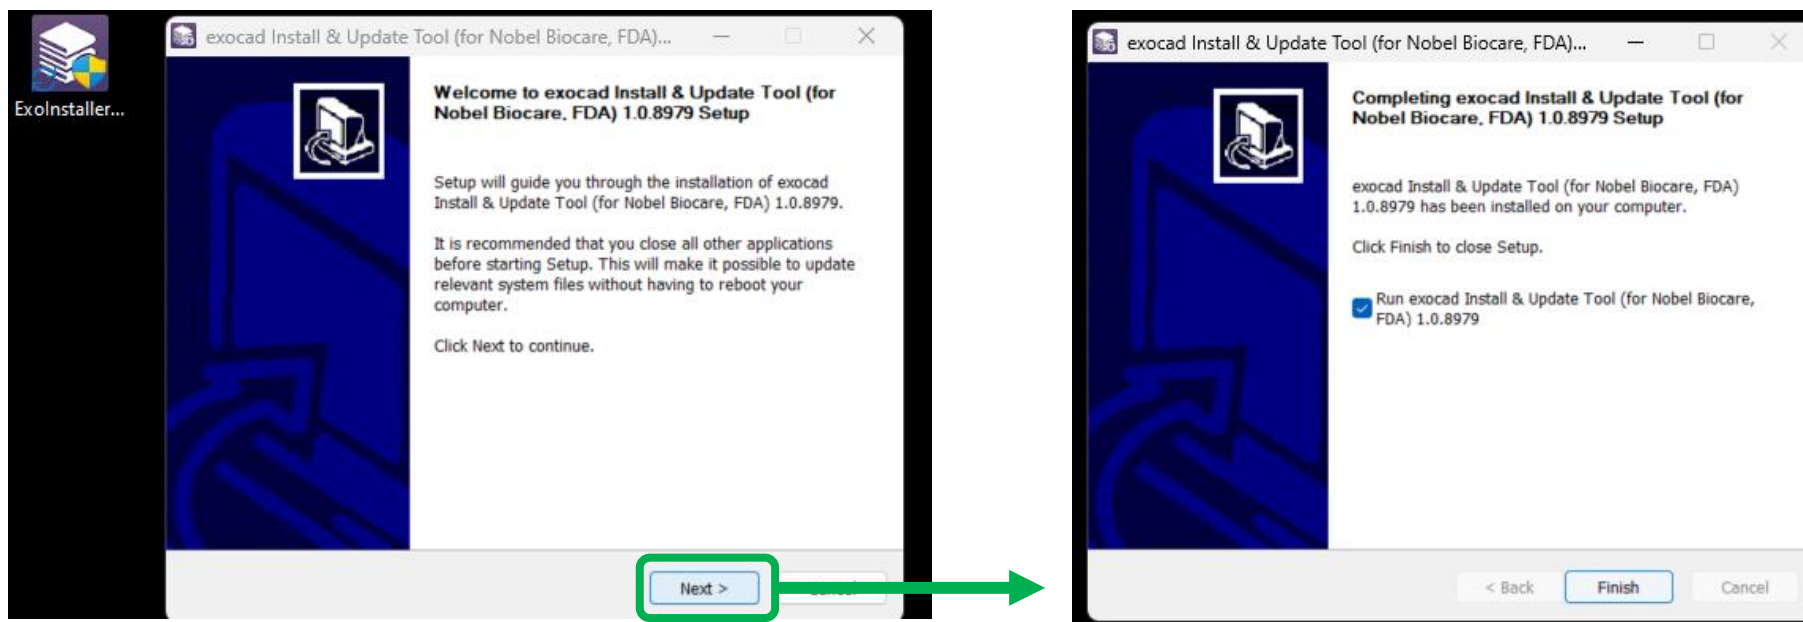 ExoInstaller...
exocad Install & Update Tool (for Nobel Biocare, FDA)...
Welcome to exocad Install & Update Tool (for
Nobel Biocare, FDA) 1.0.8979 Setup
Setup will guide you through the installation of exocad
Install & Update Tool (for Nobel Biocare, FDA) 1.0.8979.
It is recommended that you close all other applications
before starting Setup. This will make it possible to update
relevant system files without having to reboot your
computer.
Click Next to continue.
Next >
exocad Install & Update Tool (for Nobel Biocare, FDA)...
Completing exocad Install & Update Tool (for
Nobel Biocare, FDA) 1.0.8979 Setup
exocad Install & Update Tool (for Nobel Biocare, FDA)
1.0.8979 has been installed on your computer.
Click Finish to close Setup.
Run exocad Install & Update Tool (for Nobel Biocare,
FDA) 1.0.8979
< Back
Finish
Cancel